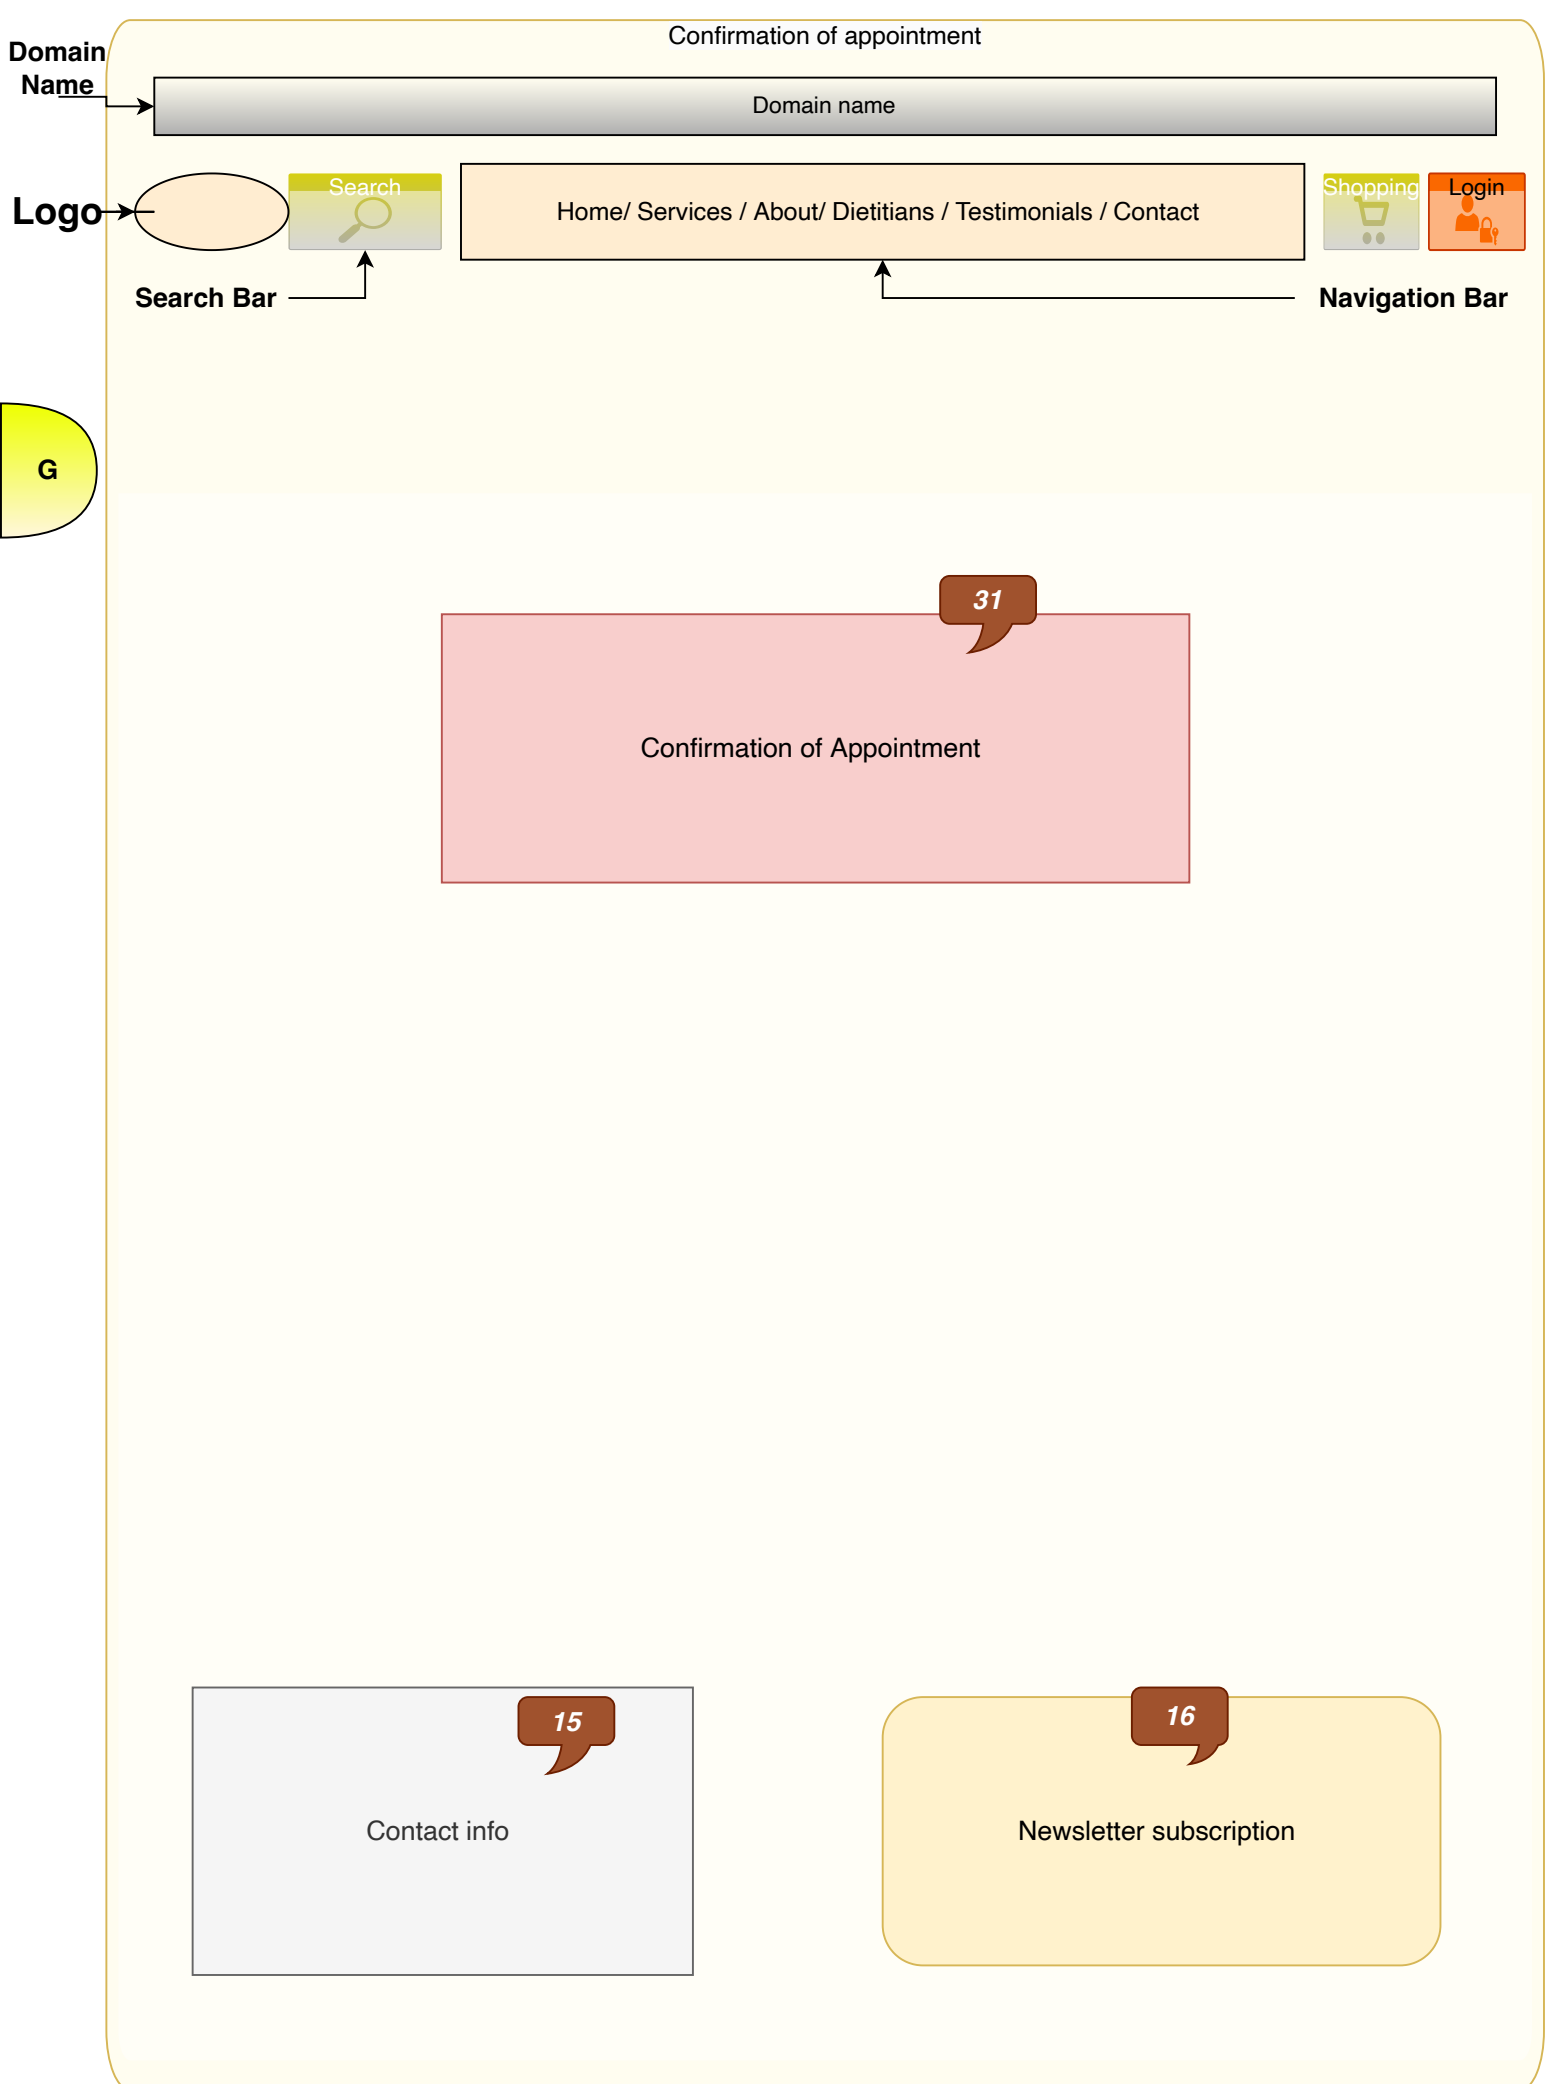 Confirmation of appointment
Domain
Name
Domain name
Logo
Search
Home/ Services / About/ Dietitians / Testimonials / Contact
Shopping
Login
Search Bar
Navigation Bar
G
31
Confirmation of Appointment
15
16
Contact info
Newsletter subscription